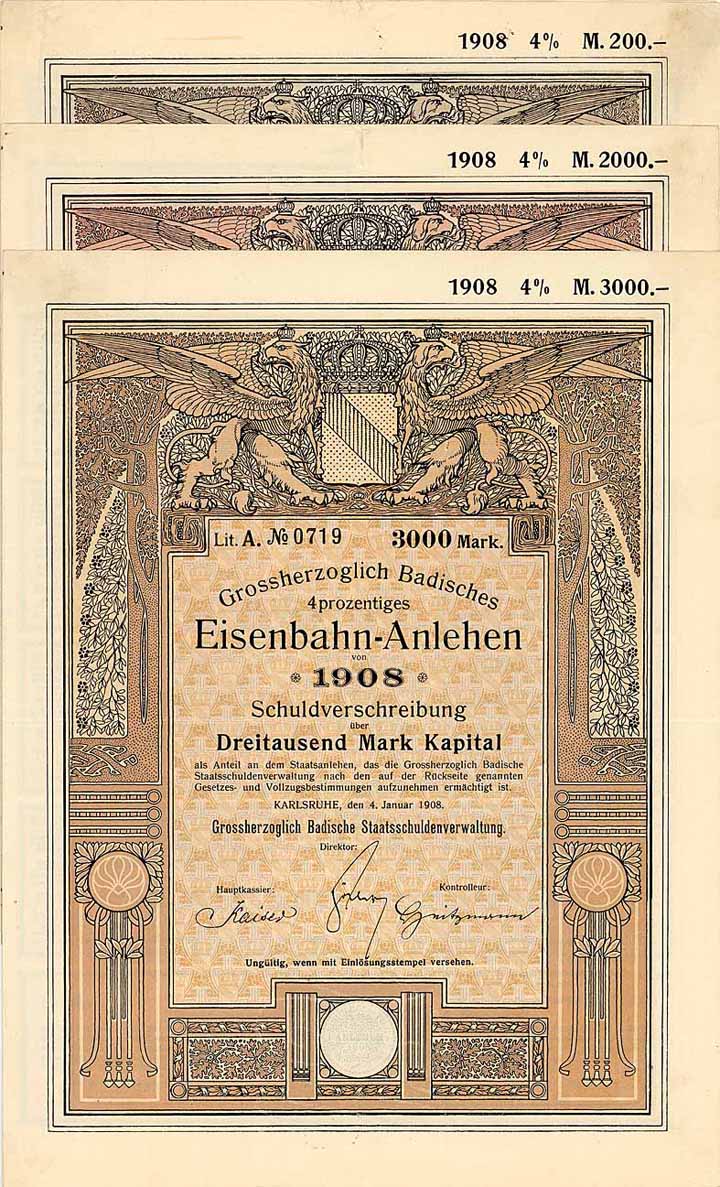 1908 4% M. 200.–
1908 4% M. 2000.–
1908 4% M. 3000.–
Lit. A. № 0719 3000 Mark.
Grossherzoglich Badisches
4prozentiges
Eisenbahn-Anlehen
von
1908
Schuldverschreibung
über
Dreitausend Mark Kapital
als Anteil an dem Staatsanlehen, das die Grossherzoglich Badische
Staatsschuldenverwaltung nach den auf der Rückseite genannten
Gesetzes- und Vollzugsbestimmungen aufzunehmen ermächtigt ist.
KARLSRUHE, den 4. Januar 1908.
Grossherzoglich Badische Staatsschuldenverwaltung.
Direktor:
Hauptkassier: Kontrolleur:
Kaiser
Ungültig, wenn mit Einlösungsstempel versehen.